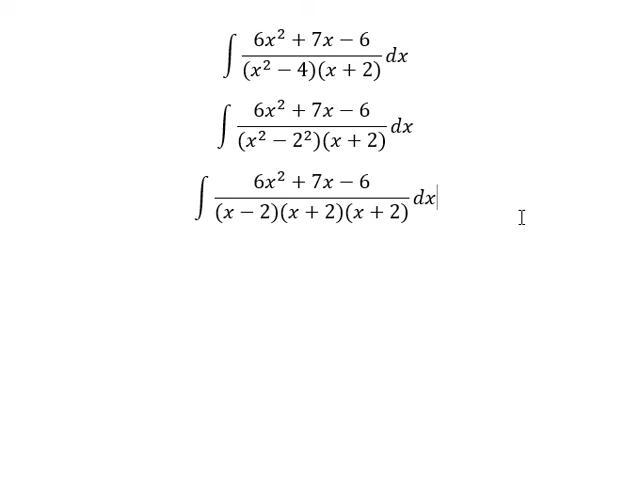 ∫ (6x² + 7x − 6)/((x² − 4)(x + 2)) dx
∫ (6x² + 7x − 6)/((x² − 2²)(x + 2)) dx
∫ (6x² + 7x − 6)/((x − 2)(x + 2)(x + 2)) dx